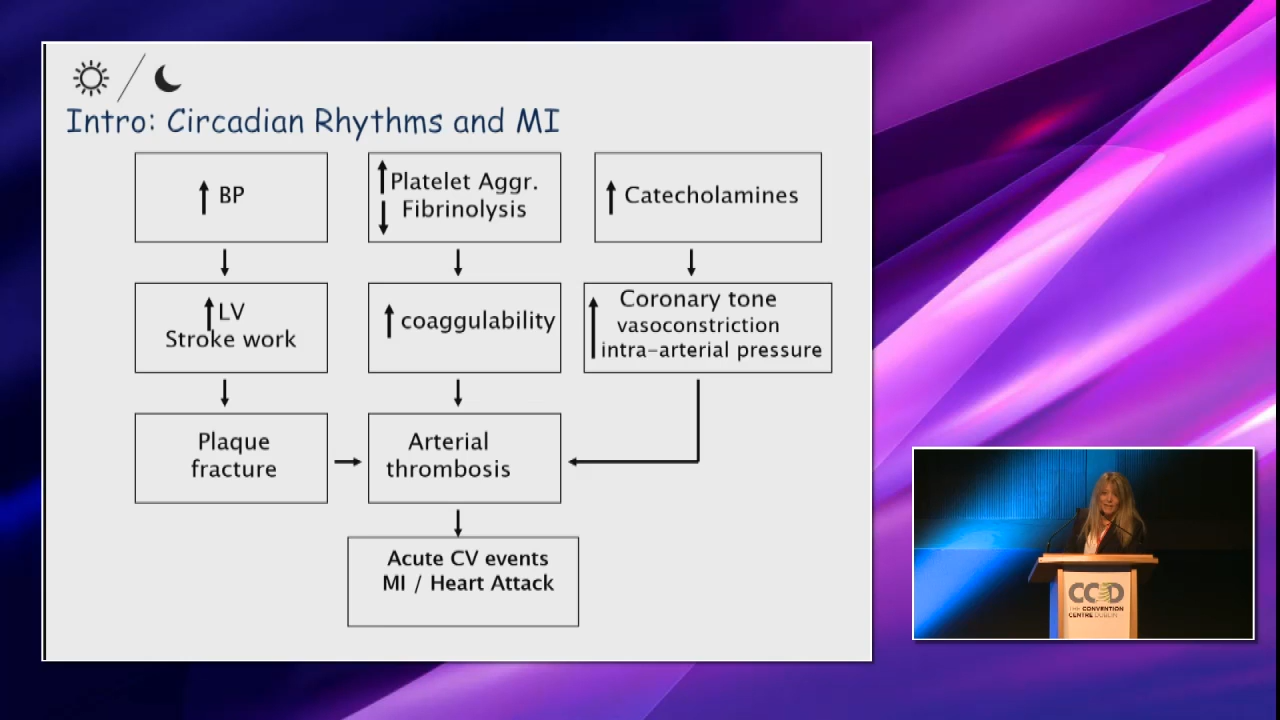 Intro: Circadian Rhythms and MI
BP
Platelet Aggr.
Fibrinolysis
Catecholamines
LV
Stroke work
coaggulability
Coronary tone
vasoconstriction
intra-arterial pressure
Plaque
fracture
Arterial
thrombosis
Acute CV events
MI / Heart Attack
CCD
THE CONVENTION
CENTRE DUBLIN